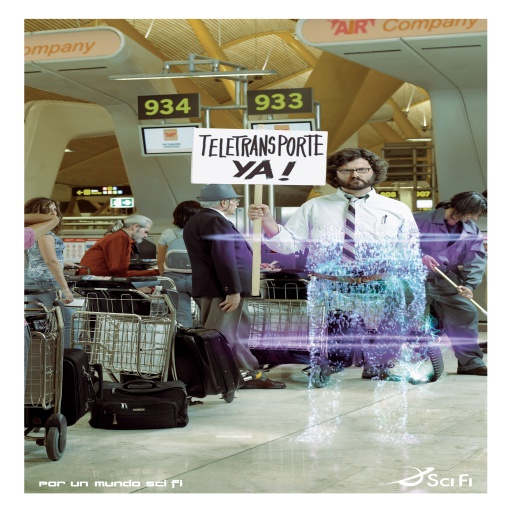 ompany
AIR Company
934
933
TELETRANSPORTE
YA!
por un mundo sci fi
SCI FI